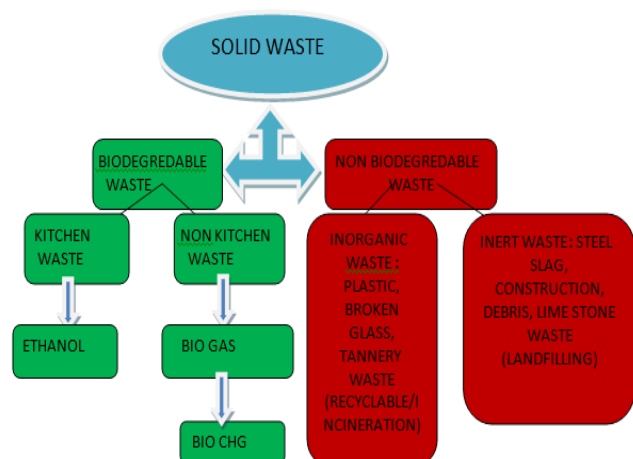 SOLID WASTE
BIODEGREDABLE
WASTE
NON BIODEGREDABLE
WASTE
KITCHEN
WASTE
NON KITCHEN
WASTE
INORGANIC
WASTE :
PLASTIC,
BROKEN
GLASS,
TANNERY
WASTE
(RECYCLABLE/I
NCINERATION)
INERT WASTE: STEEL
SLAG,
CONSTRUCTION,
DEBRIS, LIME STONE
WASTE
(LANDFILLING)
ETHANOL
BIO GAS
BIO CHG